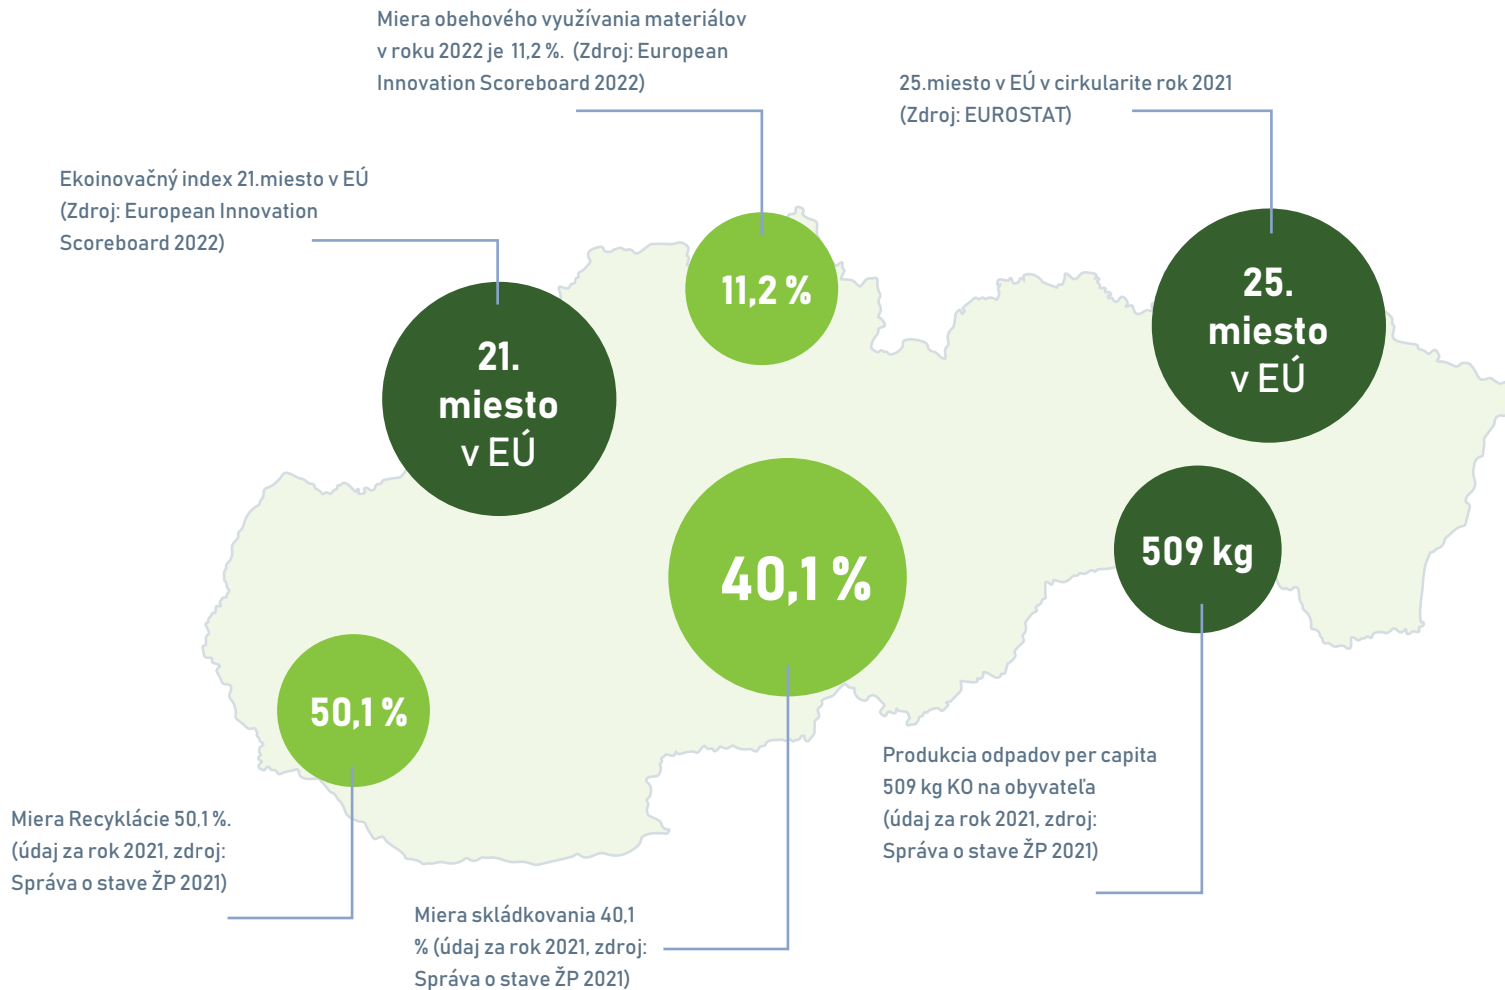 Miera obehového využívania materiálov
v roku 2022 je 11,2 %. (Zdroj: European
Innovation Scoreboard 2022)
25.miesto v EÚ v cirkularite rok 2021
(Zdroj: EUROSTAT)
Ekoinovačný index 21.miesto v EÚ
(Zdroj: European Innovation
Scoreboard 2022)
11,2 %
25.
miesto
v EÚ
21.
miesto
v EÚ
40,1 %
509 kg
50,1 %
Produkcia odpadov per capita
509 kg KO na obyvateľa
(údaj za rok 2021, zdroj:
Správa o stave ŽP 2021)
Miera Recyklácie 50,1 %.
(údaj za rok 2021, zdroj:
Správa o stave ŽP 2021)
Miera skládkovania 40,1
% (údaj za rok 2021, zdroj:
Správa o stave ŽP 2021)